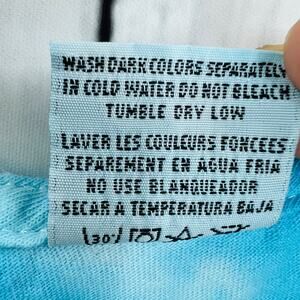 WASH DARK COLORS SEPARATELY
IN COLD WATER DO NOT BLEACH
TUMBLE DRY LOW
LAVER LES COULEURS FONCEES
SEPAREMENT EN AGUA FRIA
NO USE BLANQUEADOR
SECAR A TEMPERATURA BAJA
30°